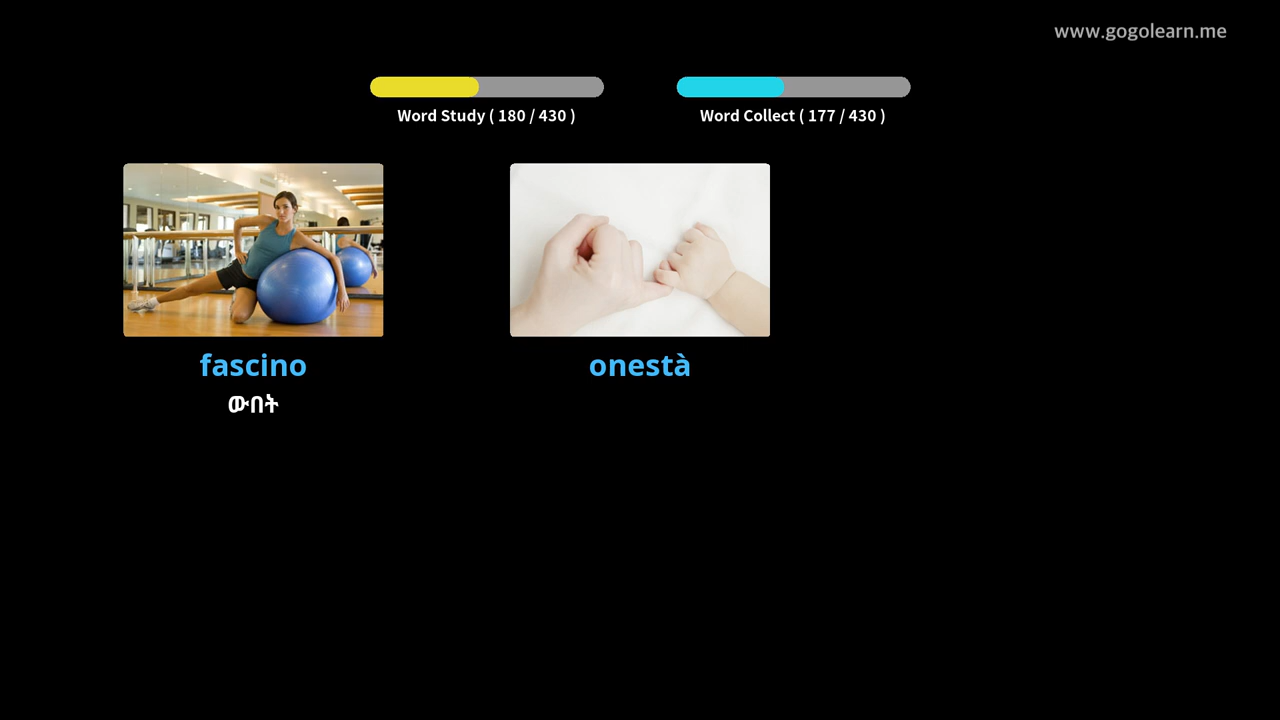 www.gogolearn.me
Word Study ( 180 / 430 )
Word Collect ( 177 / 430 )
fascino
ውበት
onestà